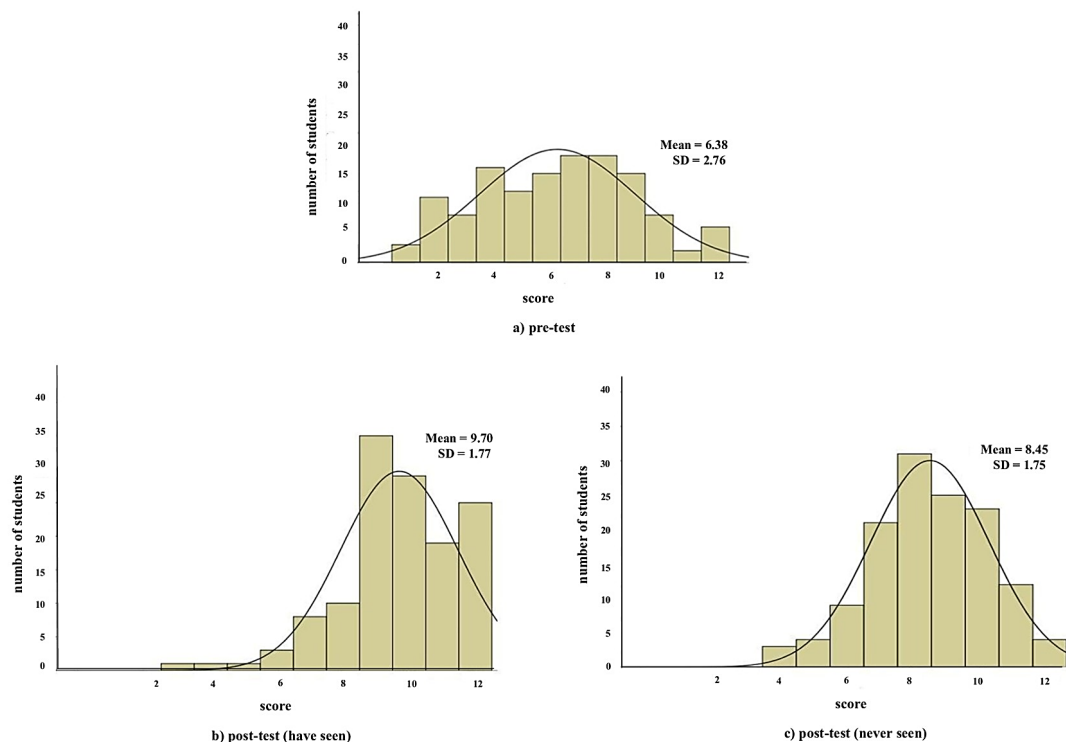 40
35
30
25
20
15
10
5
0
number of students
Mean = 6.38
SD = 2.76
2 4 6 8 10 12
score
a) pre-test
40
35
30
25
20
15
10
5
0
number of students
Mean = 9.70
SD = 1.77
2 4 6 8 10 12
score
b) post-test (have seen)
40
35
30
25
20
15
10
5
0
number of students
Mean = 8.45
SD = 1.75
2 4 6 8 10 12
score
c) post-test (never seen)